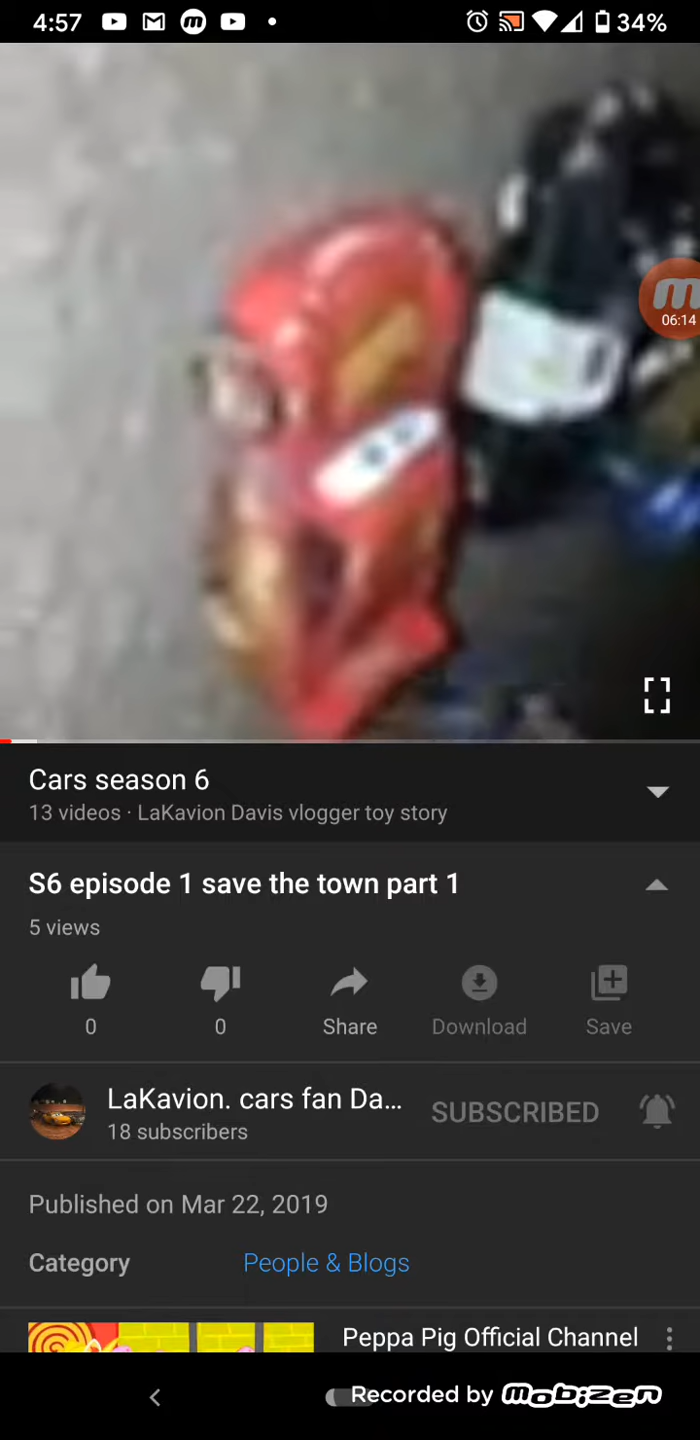 4:57
34%
06:14
Cars season 6
13 videos · LaKavion Davis vlogger toy story
S6 episode 1 save the town part 1
5 views
0
0
Share
Download
Save
LaKavion. cars fan Da...
SUBSCRIBED
18 subscribers
Published on Mar 22, 2019
Category
People & Blogs
Peppa Pig Official Channel
Recorded by mobizen